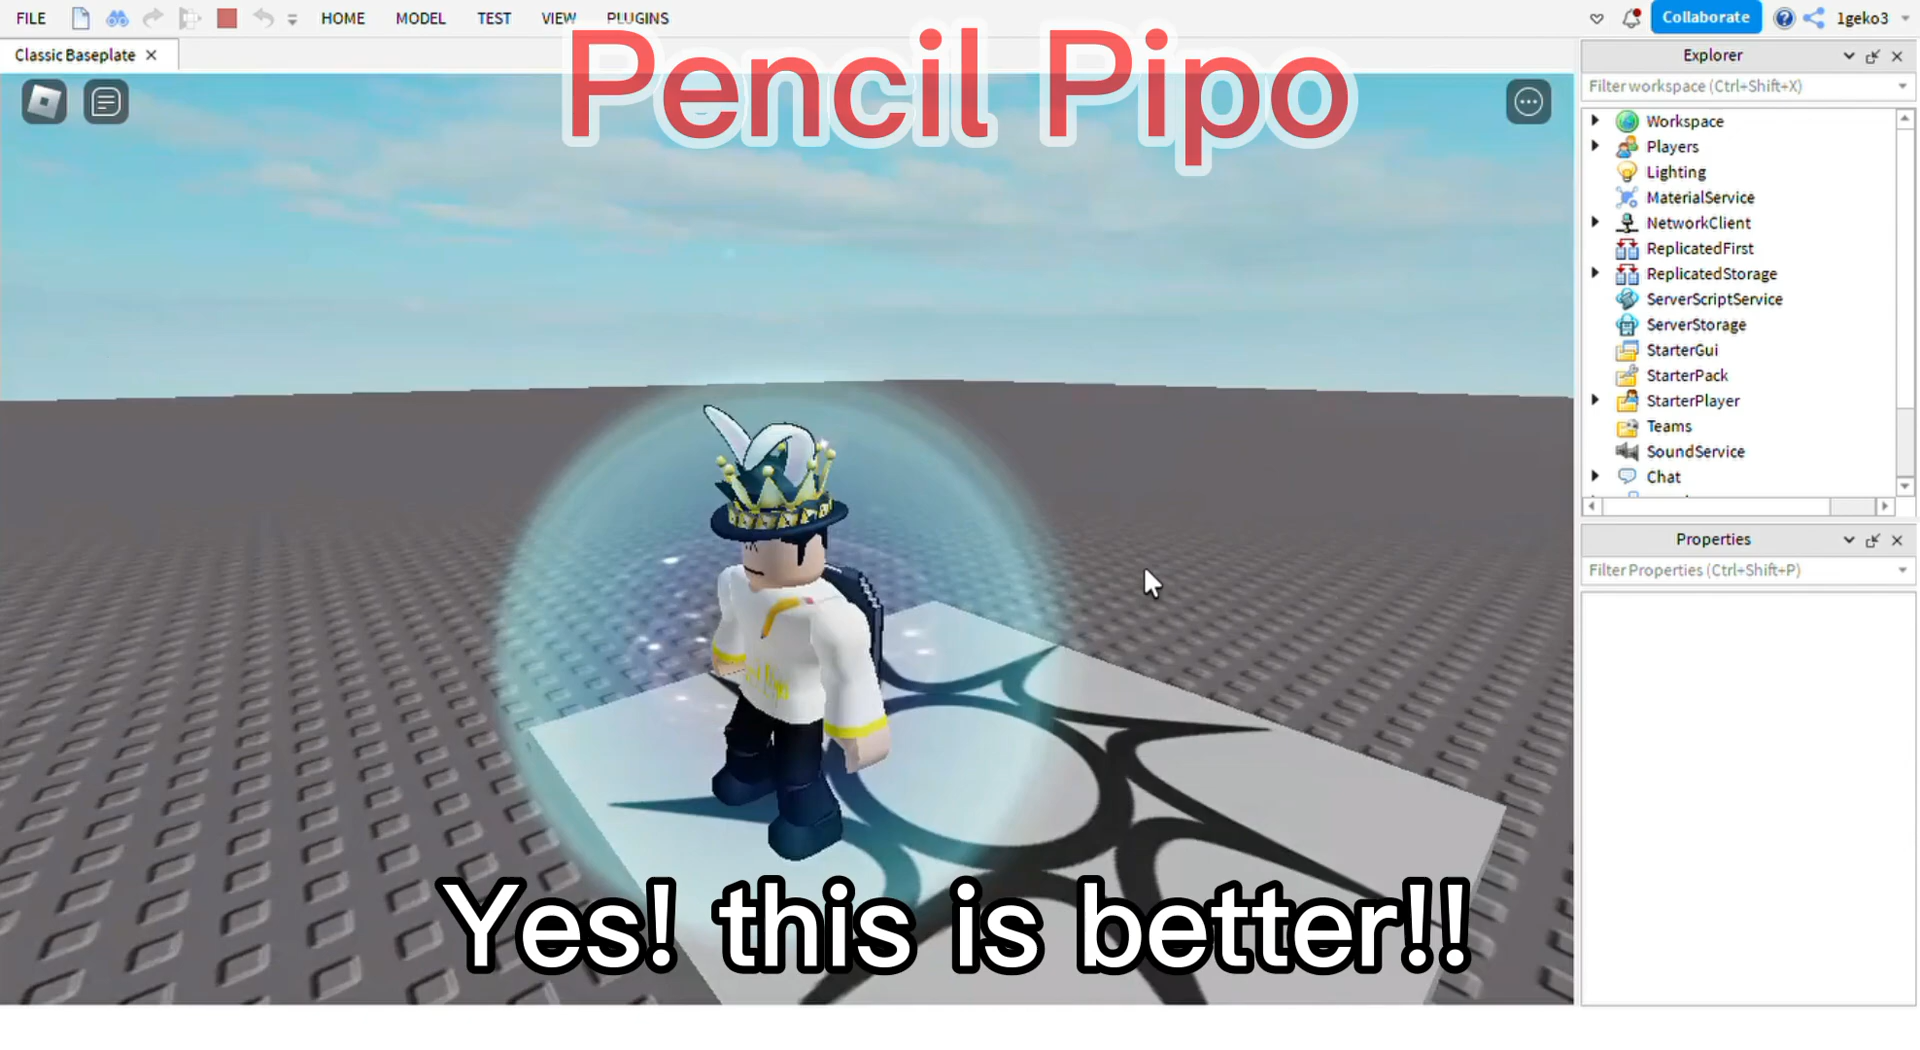 FILE
HOME
MODEL
TEST
VIEW
PLUGINS
Collaborate
1geko3
Classic Baseplate
Pencil Pipo
Explorer
Filter workspace (Ctrl+Shift+X)
Workspace
Players
Lighting
MaterialService
NetworkClient
ReplicatedFirst
ReplicatedStorage
ServerScriptService
ServerStorage
StarterGui
StarterPack
StarterPlayer
Teams
SoundService
Chat
Properties
Filter Properties (Ctrl+Shift+P)
Yes! this is better!!